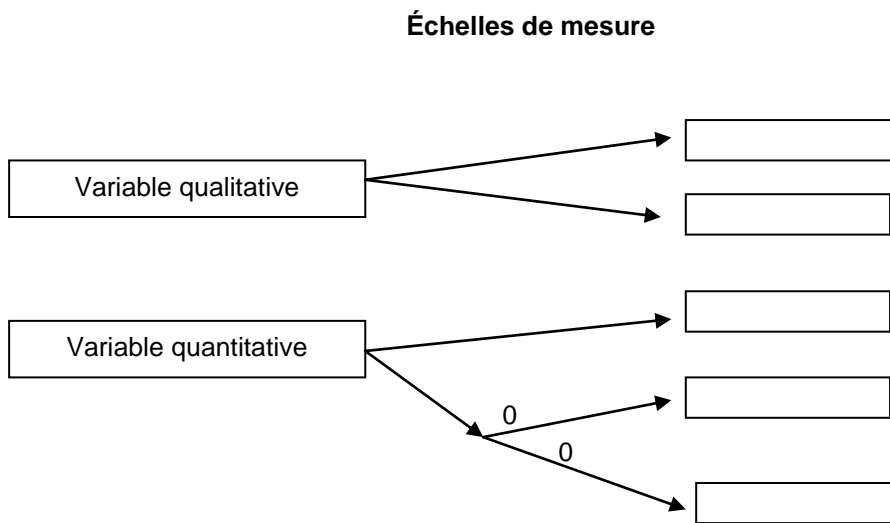 Échelles de mesure
Variable qualitative
Variable quantitative
0
0